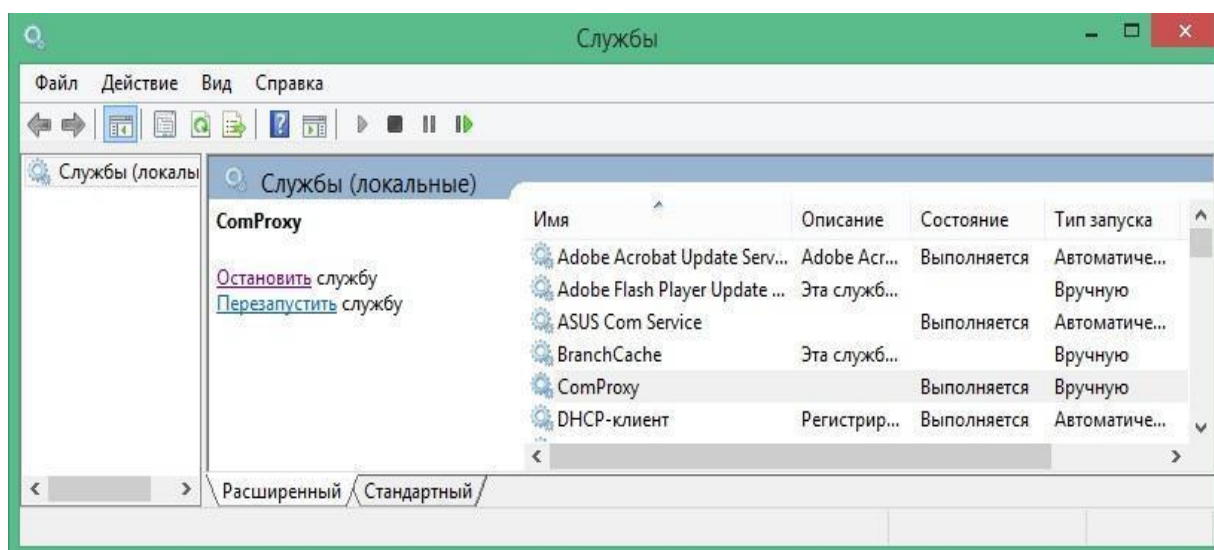 Службы
Файл Действие Вид Справка
Службы (локалы
Службы (локальные)
ComProxy
Остановить службу
Перезапустить службу
Имя Описание Состояние Тип запуска
Adobe Acrobat Update Serv... Adobe Acr... Выполняется Автоматиче...
Adobe Flash Player Update ... Эта служб... Вручную
ASUS Com Service Выполняется Автоматиче...
BranchCache Эта служб... Вручную
ComProxy Выполняется Вручную
DHCP-клиент Регистрир... Выполняется Автоматиче...
Расширенный Стандартный